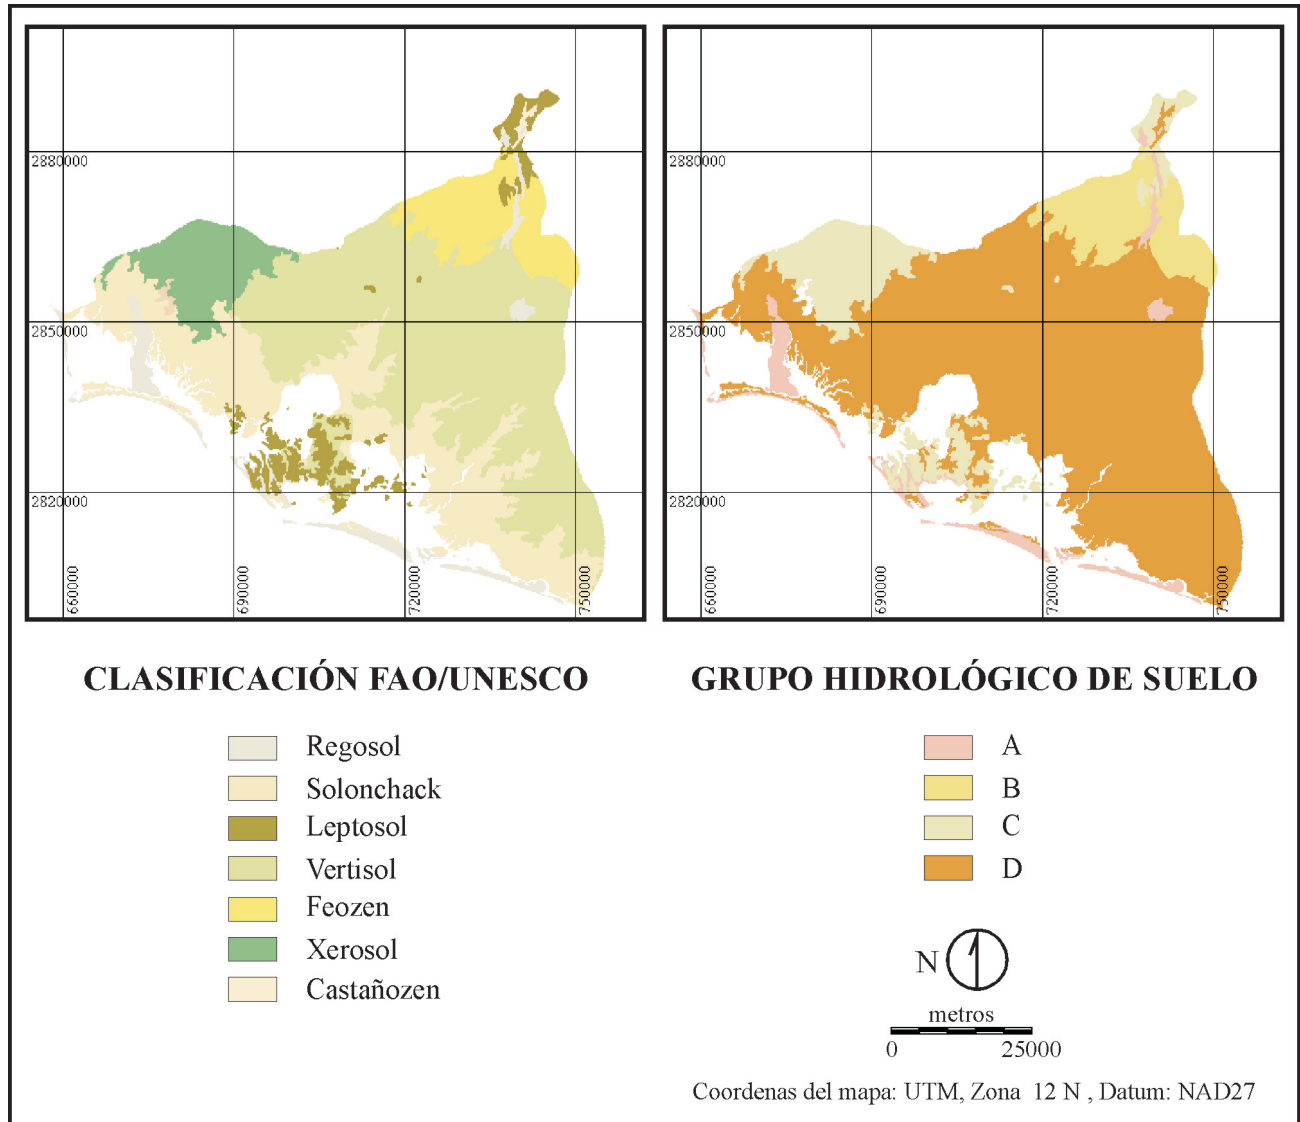 2880000
2850000
2820000
660000
690000
720000
750000
2880000
2850000
2820000
660000
690000
720000
750000
CLASIFICACIÓN FAO/UNESCO
Regosol
Solonchack
Leptosol
Vertisol
Feozen
Xerosol
Castañozen
GRUPO HIDROLÓGICO DE SUELO
A
B
C
D
N
metros
0 25000
Coordenas del mapa: UTM, Zona 12 N , Datum: NAD27